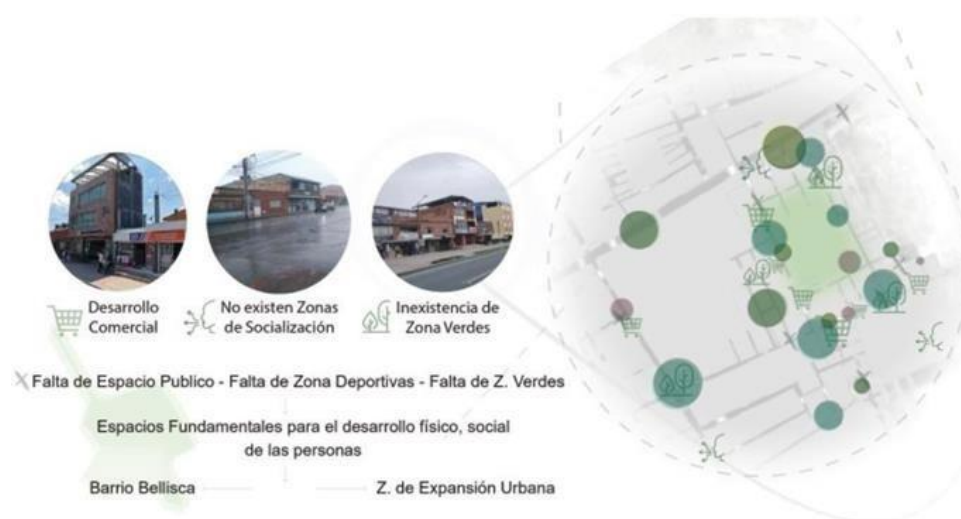 Desarrollo
Comercial
No existen Zonas
de Socialización
Inexistencia de
Zona Verdes
Falta de Espacio Publico - Falta de Zona Deportivas - Falta de Z. Verdes
Espacios Fundamentales para el desarrollo físico, social
de las personas
Barrio Bellisca
Z. de Expansión Urbana